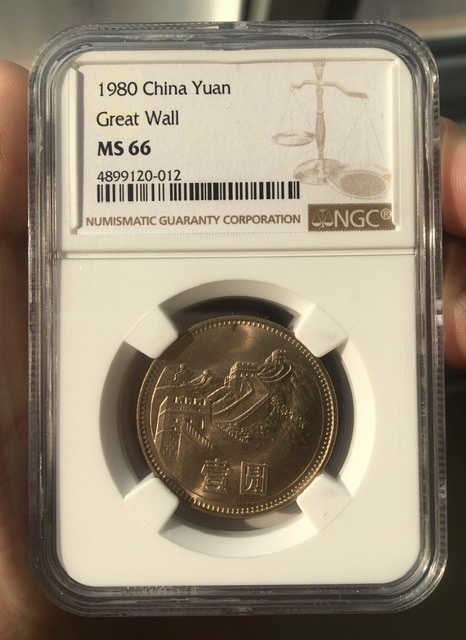 1980 China Yuan
Great Wall
MS 66
4899120-012
NUMISMATIC GUARANTY CORPORATION
NGC®
壹圆